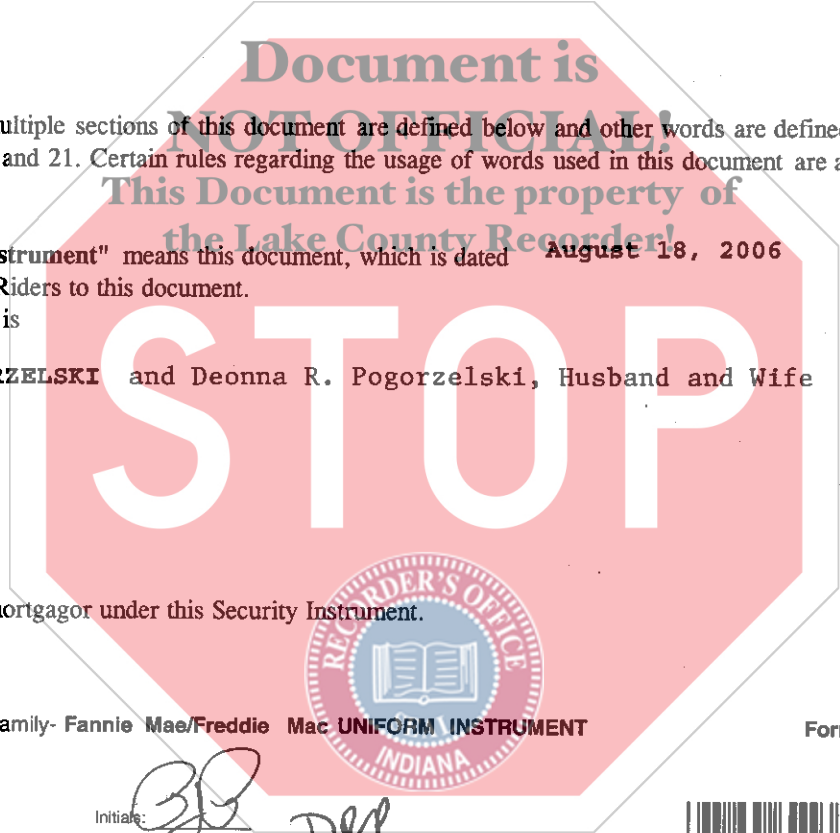 Document is
NOT OFFICIAL!
This Document is the property of
the Lake County Recorder!
ultiple sections of this document are defined below and other words are define
and 21. Certain rules regarding the usage of words used in this document are a
strument" means this document, which is dated August 18, 2006
Riders to this document.
is
RZELSKI and Deonna R. Pogorzelski, Husband and Wife
STOP
ortgagor under this Security Instrument.
RECORDER'S OFFICE
INDIANA
amily- Fannie Mae/Freddie Mac UNIFORM INSTRUMENT
For
Initials:
DRP